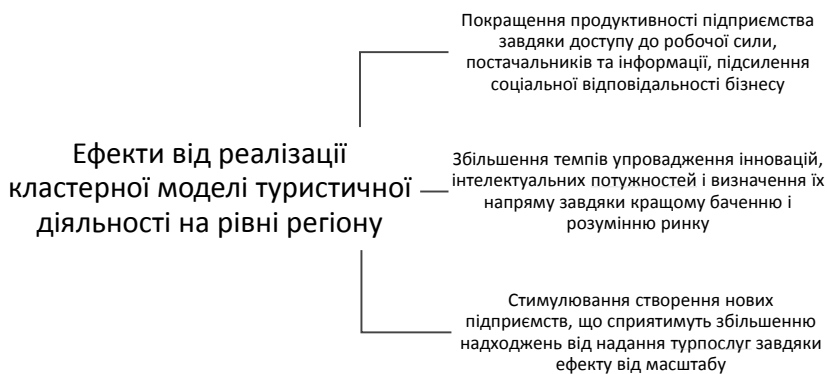 Покращення продуктивності підприємства
завдяки доступу до робочої сили,
постачальників та інформації, підсилення
соціальної відповідальності бізнесу
Ефекти від реалізації
кластерної моделі туристичної
діяльності на рівні регіону
Збільшення темпів упровадження інновацій,
інтелектуальних потужностей і визначення їх
напряму завдяки кращому баченню і
розумінню ринку
Стимулювання створення нових
підприємств, що сприятимуть збільшенню
надходжень від надання турпослуг завдяки
ефекту від масштабу